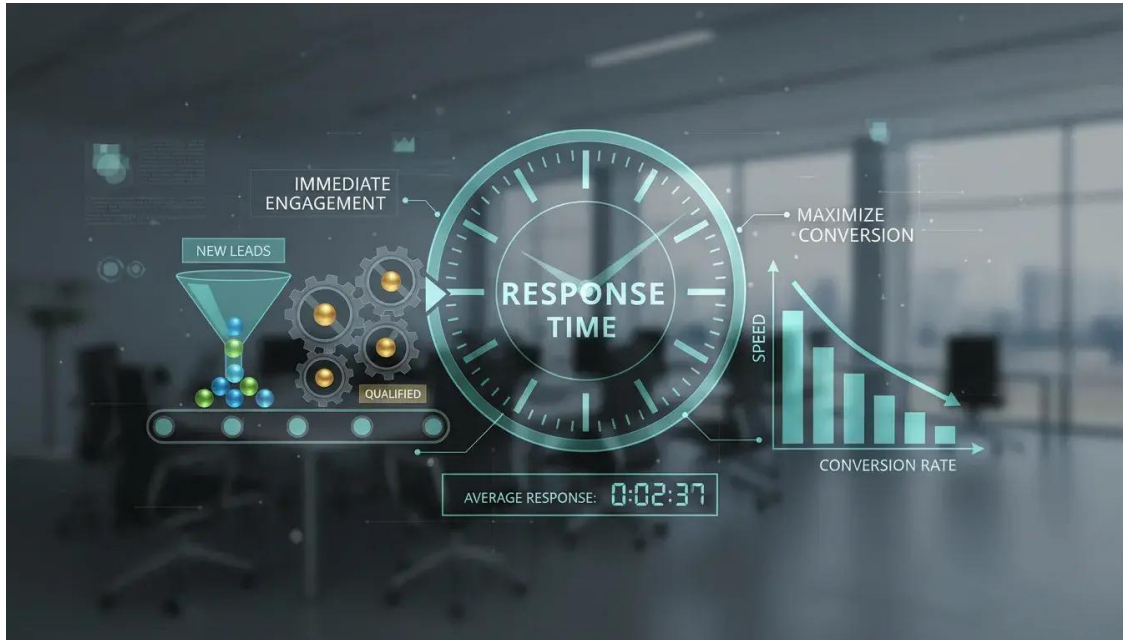 IMMEDIATE
ENGAGEMENT
NEW LEADS
QUALIFIED
RESPONSE
TIME
MAXIMIZE
CONVERSION
SPEED
CONVERSION RATE
AVERAGE RESPONSE: 0:02:37